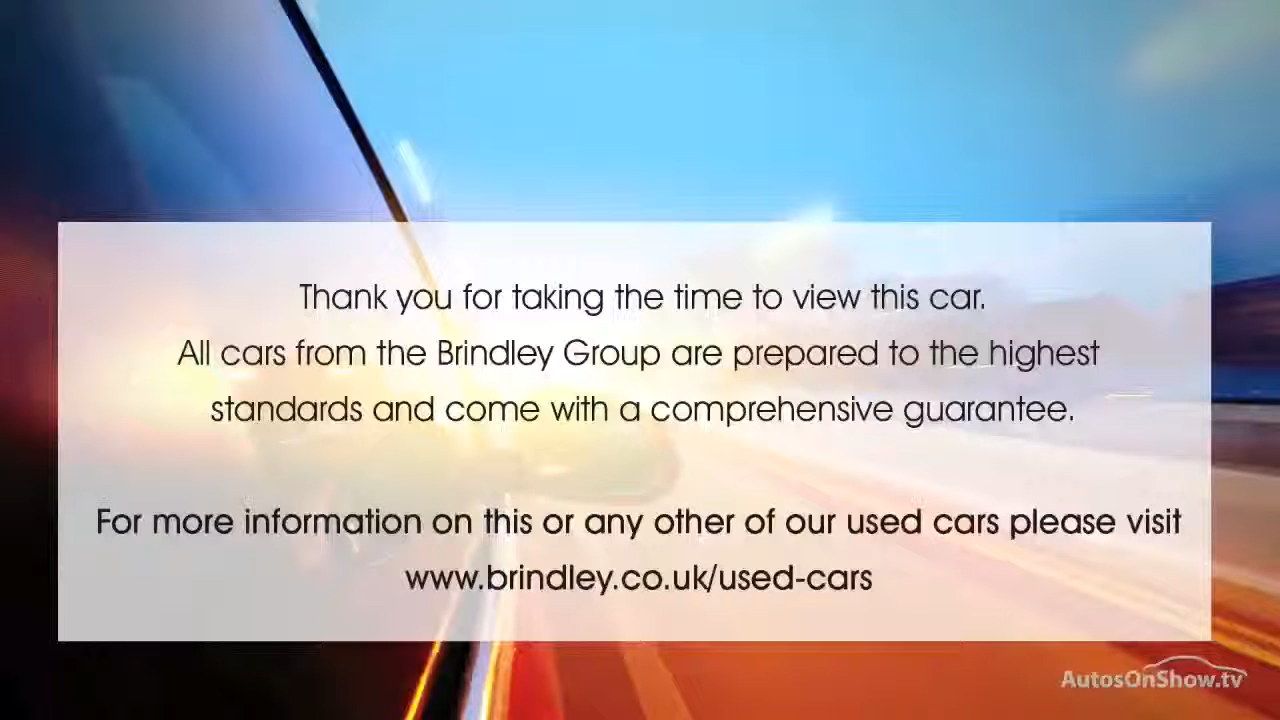 Thank you for taking the time to view this car.
All cars from the Brindley Group are prepared to the highest
standards and come with a comprehensive guarantee.
For more information on this or any other of our used cars please visit
www.brindley.co.uk/used-cars
AutosOnShow.tv